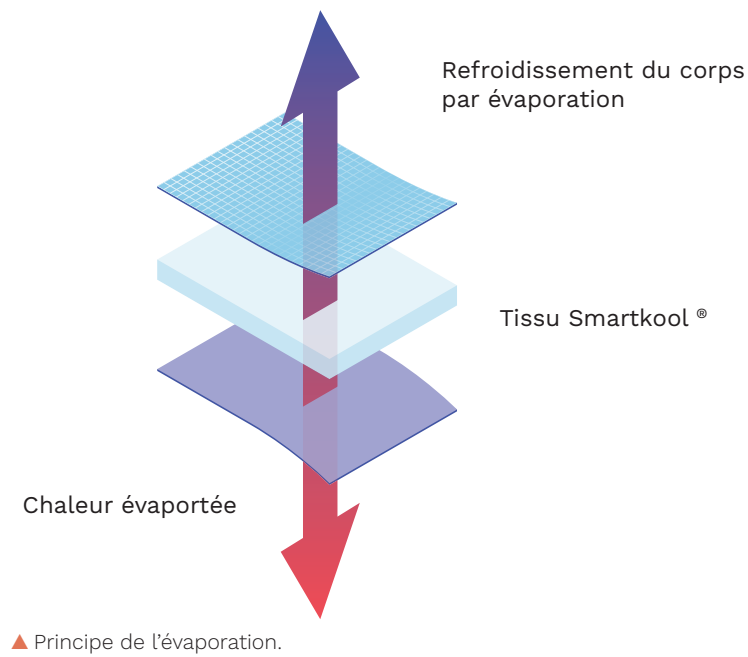 Refroidissement du corps
par évaporation
Tissu Smartkool ®
Chaleur évaportée
Principe de l'évaporation.